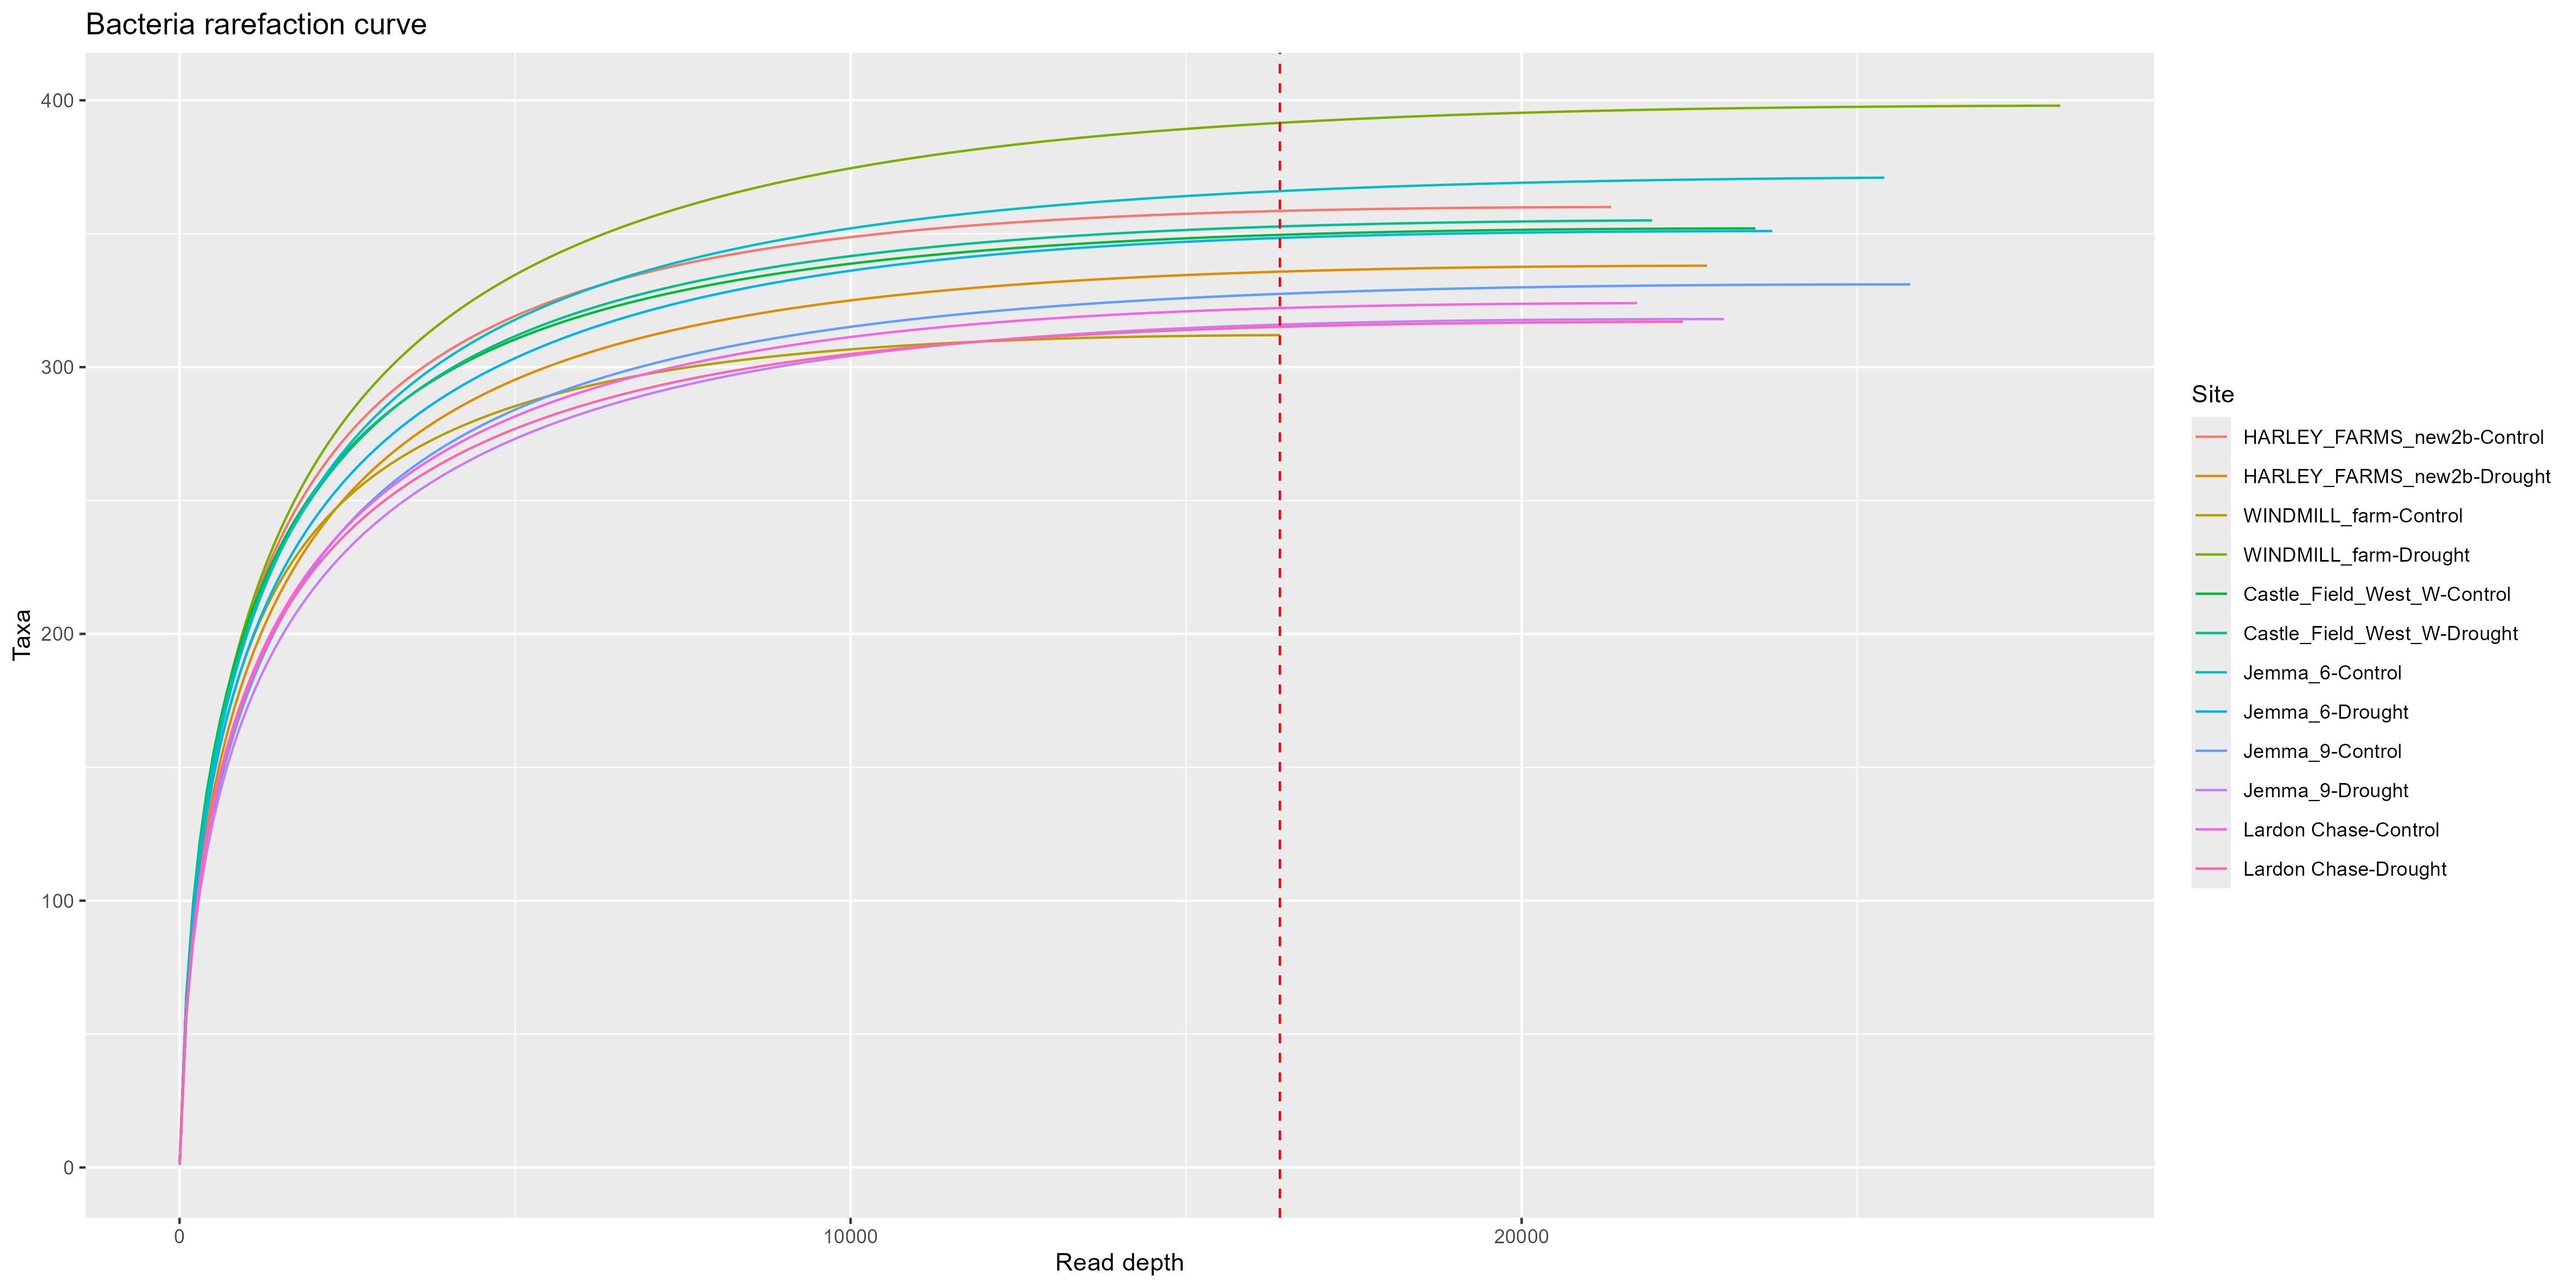 Bacteria rarefaction curve
400
300
200
100
0
Taxa
0
10000
20000
Read depth
Site
HARLEY_FARMS_new2b-Control
HARLEY_FARMS_new2b-Drought
WINDMILL_farm-Control
WINDMILL_farm-Drought
Castle_Field_West_W-Control
Castle_Field_West_W-Drought
Jemma_6-Control
Jemma_6-Drought
Jemma_9-Control
Jemma_9-Drought
Lardon Chase-Control
Lardon Chase-Drought